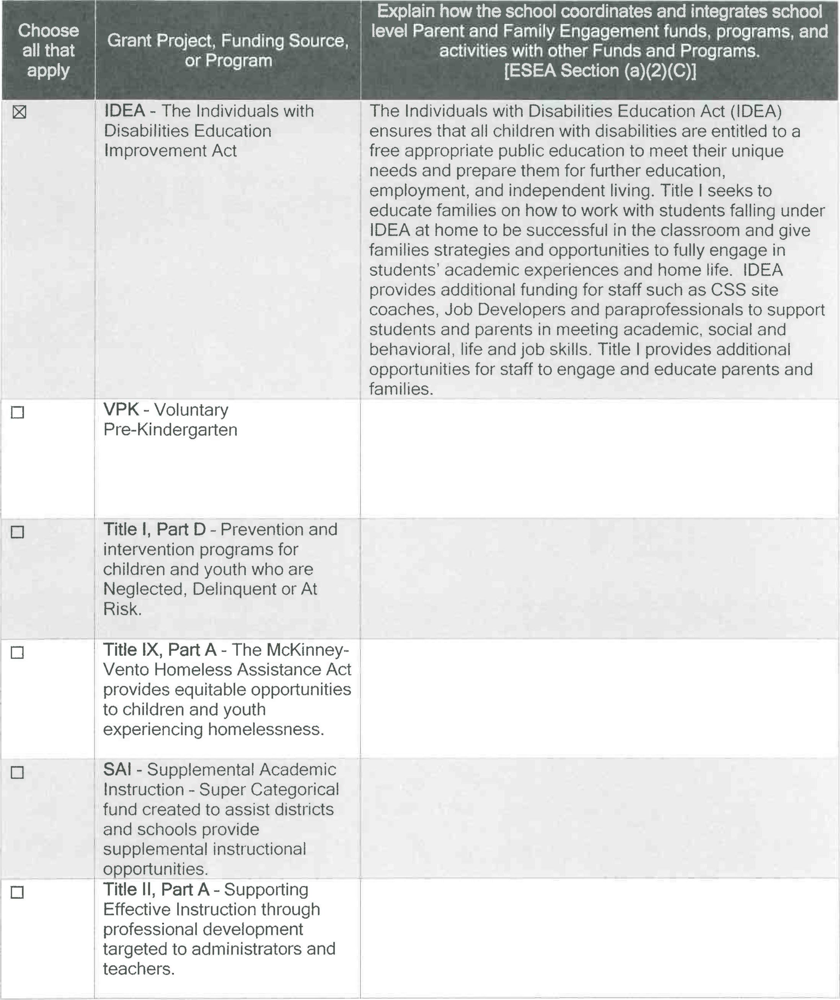 Choose
all that
apply
Grant Project, Funding Source,
or Program
Explain how the school coordinates and integrates school
level Parent and Family Engagement funds, programs, and
activities with other Funds and Programs.
[ESEA Section (a)(2)(C)]
☒
IDEA - The Individuals with
Disabilities Education
Improvement Act
The Individuals with Disabilities Education Act (IDEA)
ensures that all children with disabilities are entitled to a
free appropriate public education to meet their unique
needs and prepare them for further education,
employment, and independent living. Title I seeks to
educate families on how to work with students falling under
IDEA at home to be successful in the classroom and give
families strategies and opportunities to fully engage in
students' academic experiences and home life.  IDEA
provides additional funding for staff such as CSS site
coaches, Job Developers and paraprofessionals to support
students and parents in meeting academic, social and
behavioral, life and job skills. Title I provides additional
opportunities for staff to engage and educate parents and
families.
☐
VPK - Voluntary
Pre-Kindergarten
☐
Title I, Part D - Prevention and
intervention programs for
children and youth who are
Neglected, Delinquent or At
Risk.
☐
Title IX, Part A - The McKinney-
Vento Homeless Assistance Act
provides equitable opportunities
to children and youth
experiencing homelessness.
☐
SAI - Supplemental Academic
Instruction - Super Categorical
fund created to assist districts
and schools provide
supplemental instructional
opportunities.
☐
Title II, Part A - Supporting
Effective Instruction through
professional development
targeted to administrators and
teachers.